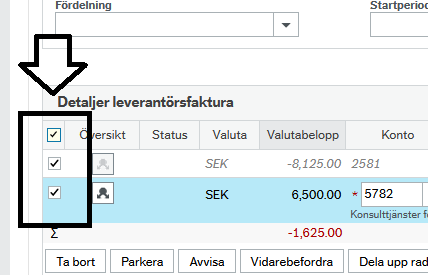 Fördelning
Startperiod
Detaljer leverantörsfaktura
Översikt Status Valuta Valutabelopp Konto
SEK -8,125.00 2581
SEK 6,500.00 * 5782
Konsulttjänster
Σ -1,625.00
Ta bort Parkera Avvisa Vidarebefordra Dela upp rad